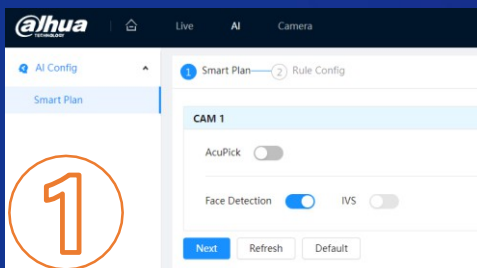 alhua
TECHNOLOGY
Live AI Camera
AI Config
Smart Plan
1 Smart Plan 2 Rule Config
CAM 1
AcuPick
Face Detection IVS
Next Refresh Default
1